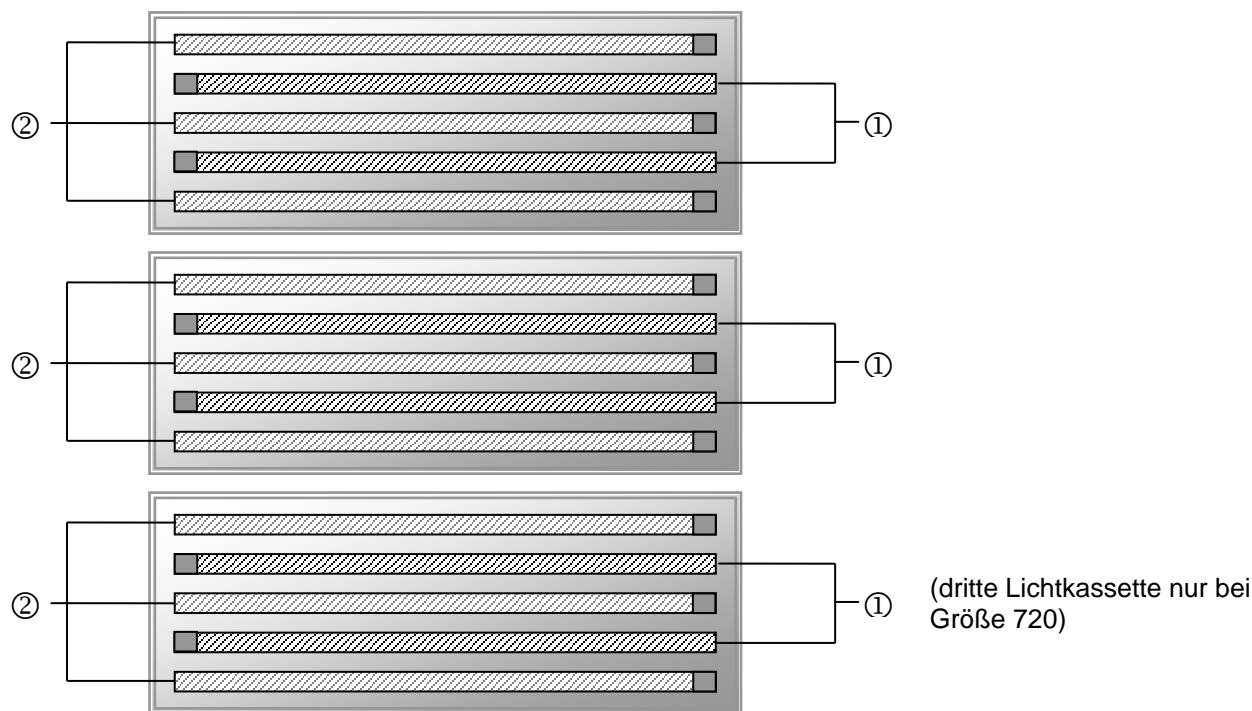 ② ①
② ①
② ①
(dritte Lichtkassette nur bei
Größe 720)